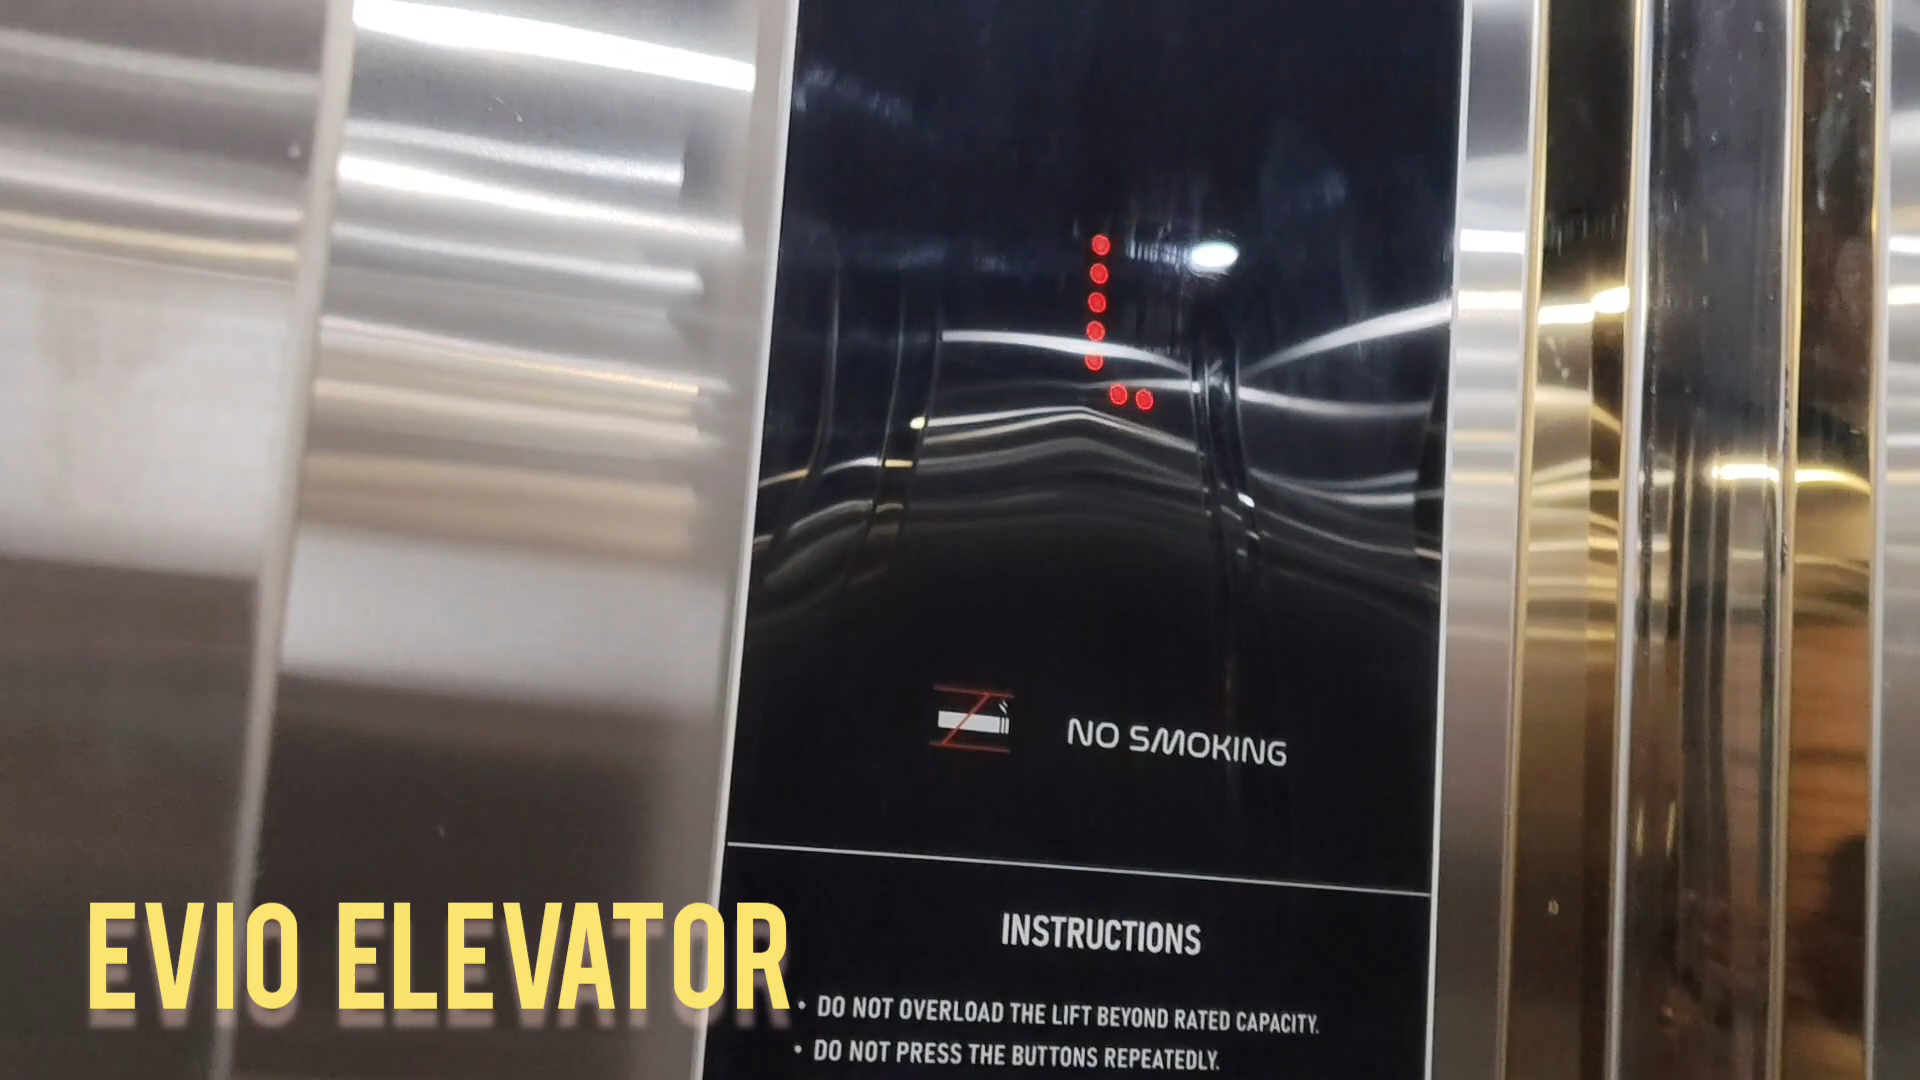 NO SMOKING
INSTRUCTIONS
• DO NOT OVERLOAD THE LIFT BEYOND RATED CAPACITY.
• DO NOT PRESS THE BUTTONS REPEATEDLY.
EVIO ELEVATOR